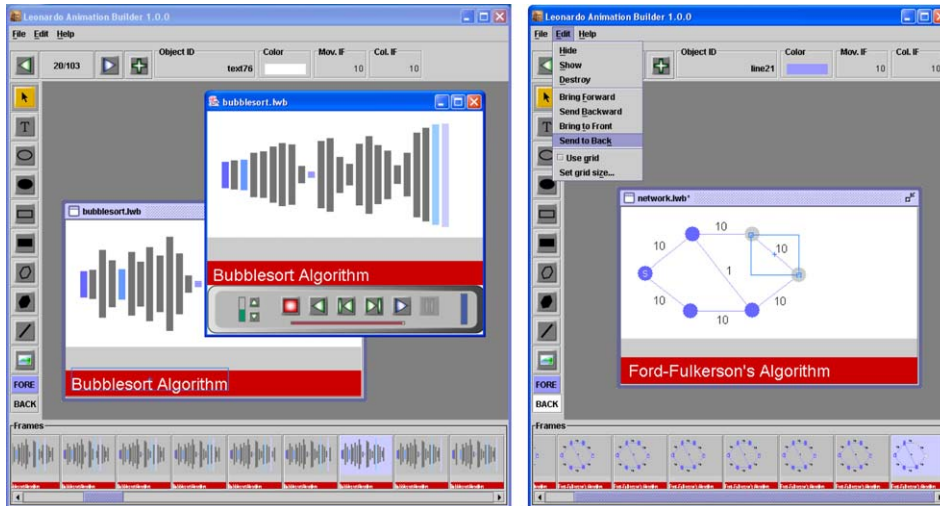 Leonardo Animation Builder 1.0.0
File Edit Help
20/103
Object ID
text76
Color
Mov. IF
10
Col. IF
10
T
bubblesort.lwb
bubblesort.lwb
Bubblesort Algorithm
Bubblesort Algorithm
FORE
BACK
Frames
Leonardo Animation Builder 1.0.0
File Edit Help
Hide
Show
Destroy
Bring Forward
Send Backward
Bring to Front
Send to Back
Use grid
Set grid size...
Object ID
line21
Color
Mov. IF
10
Col. IF
10
T
network.lwb*
10
10
10
S
1
10
10
10
Ford-Fulkerson's Algorithm
FORE
BACK
Frames